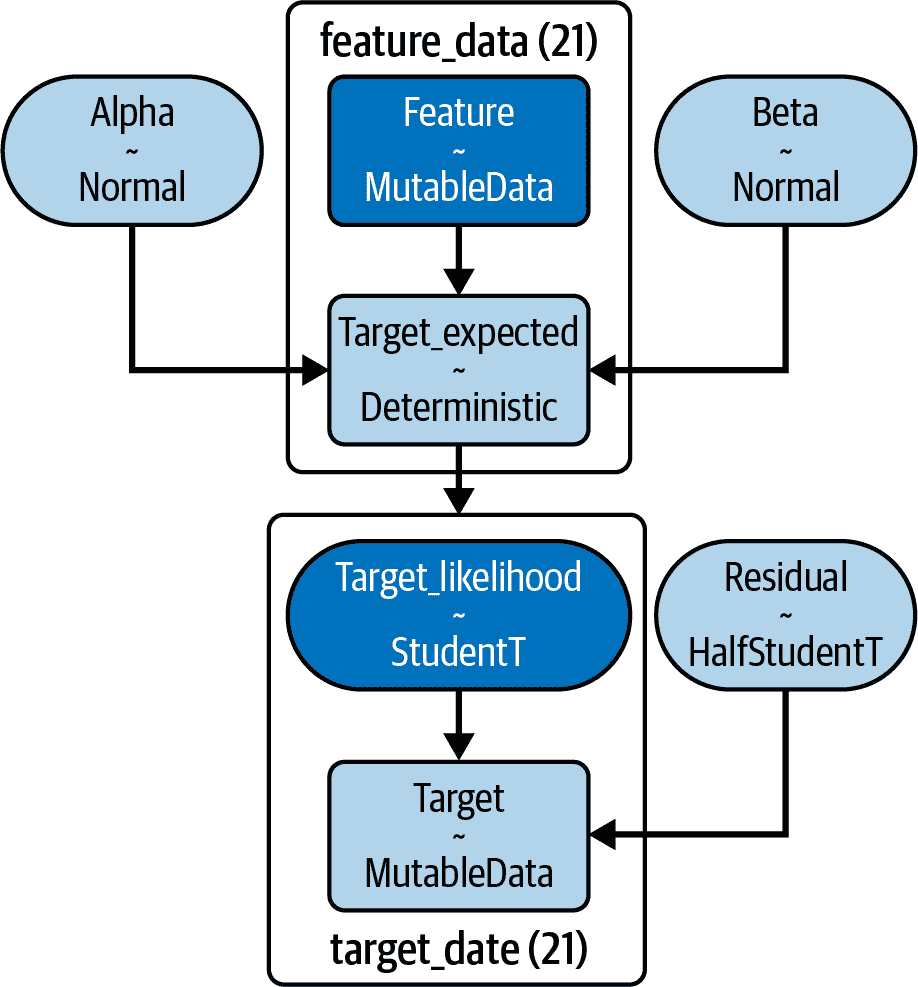 feature_data (21)
Alpha
~
Normal
Feature
~
MutableData
Beta
~
Normal
Target_expected
~
Deterministic
Target_likelihood
~
StudentT
Residual
~
HalfStudentT
Target
~
MutableData
target_date (21)